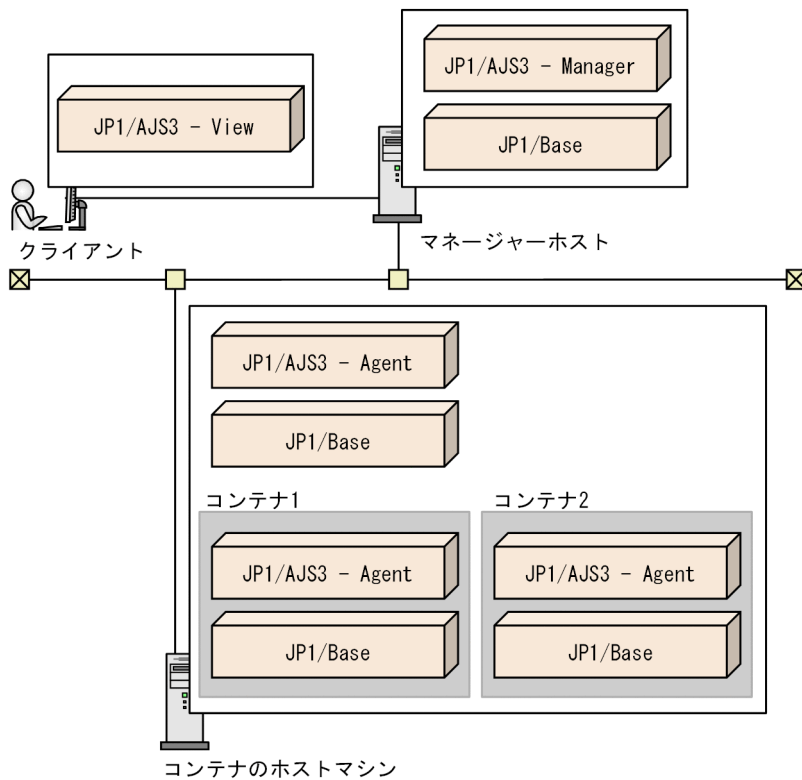 JP1/AJS3 - Manager
JP1/AJS3 - View
JP1/Base
クライアント
マネージャーホスト
JP1/AJS3 - Agent
JP1/Base
コンテナ1
コンテナ2
JP1/AJS3 - Agent
JP1/AJS3 - Agent
JP1/Base
JP1/Base
コンテナのホストマシン